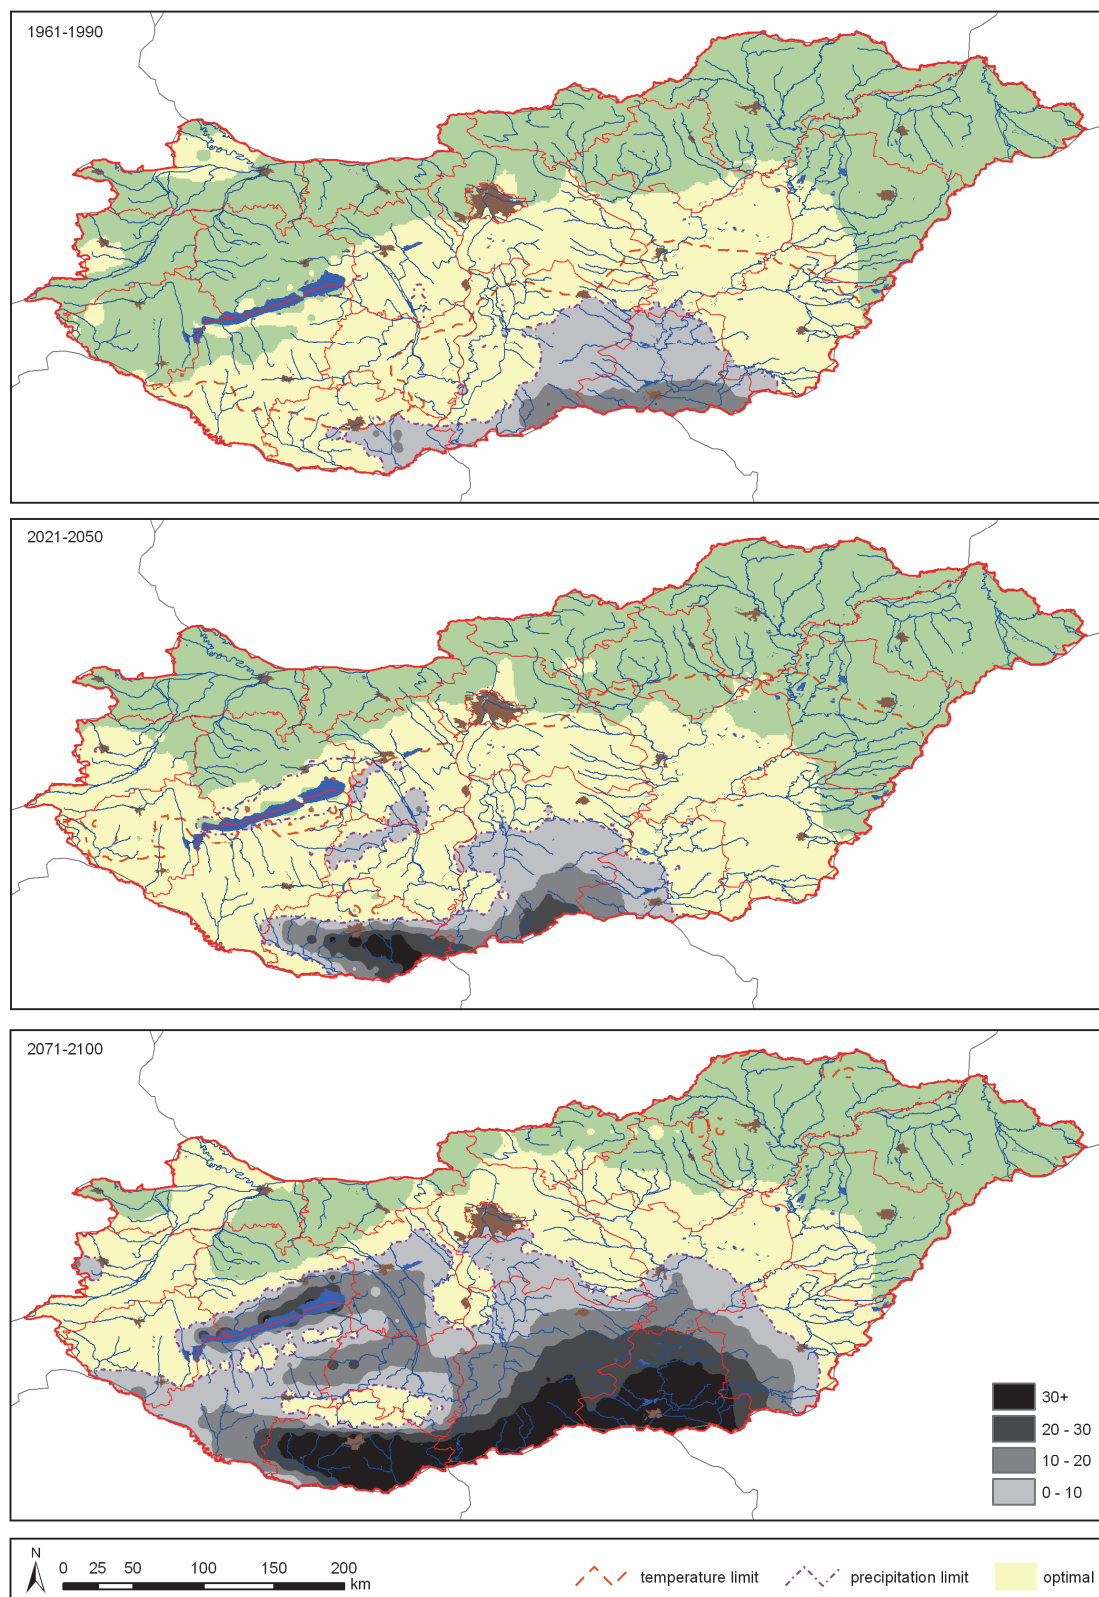 1961-1990
2021-2050
2071-2100
30+
20 - 30
10 - 20
0 - 10
N
0 25 50 100 150 200
km
temperature limit
precipitation limit
optimal